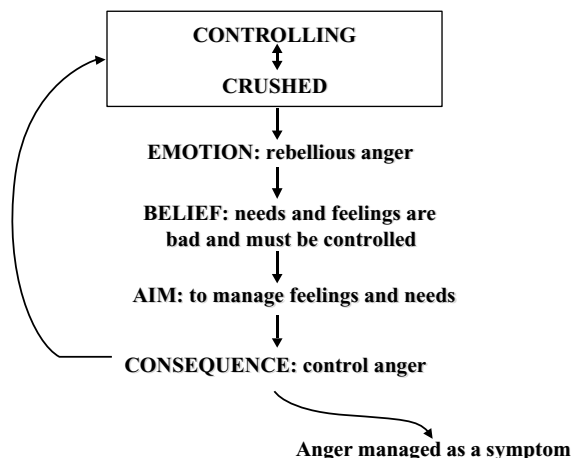 CONTROLLING
CRUSHED
EMOTION: rebellious anger
BELIEF: needs and feelings are
bad and must be controlled
AIM: to manage feelings and needs
CONSEQUENCE: control anger
Anger managed as a symptom